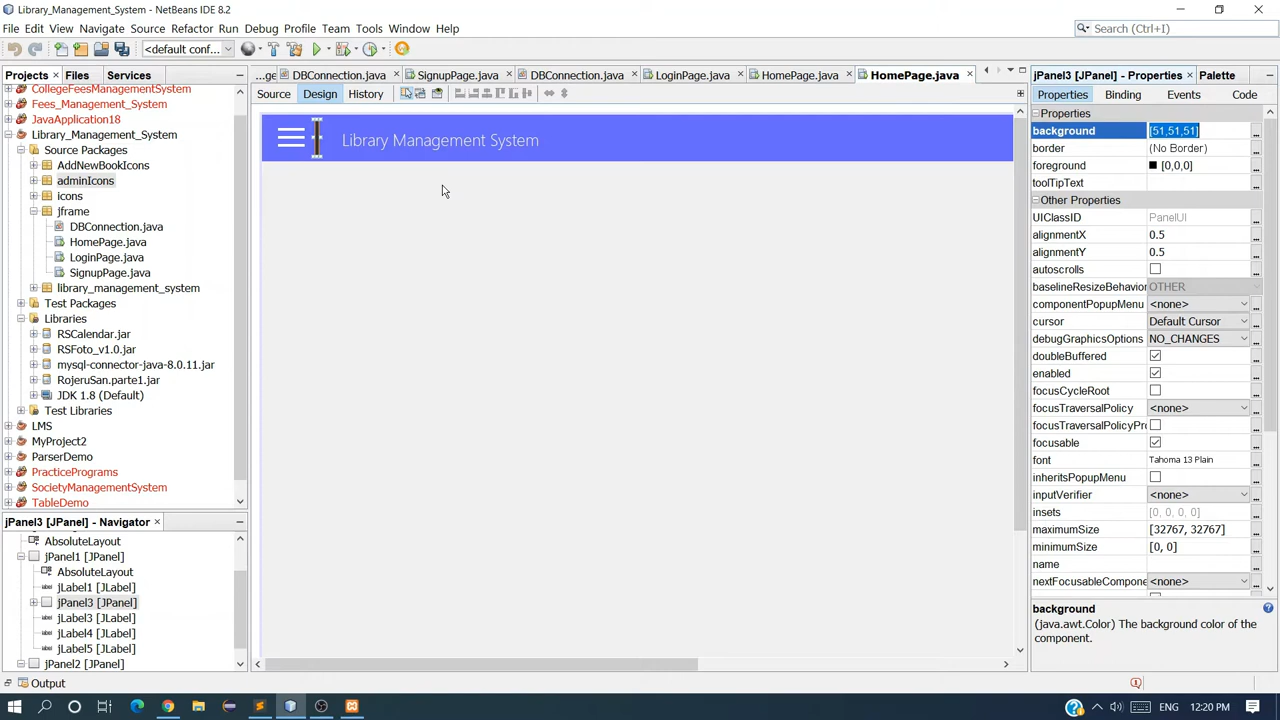 Library_Management_System - NetBeans IDE 8.2
File Edit View Navigate Source Refactor Run Debug Profile Team Tools Window Help
Search (Ctrl+I)
<default conf...
Projects Files Services
CollegeFeesManagementSystem
Fees_Management_System
JavaApplication18
Library_Management_System
Source Packages
AddNewBookIcons
adminIcons
icons
jframe
DBConnection.java
HomePage.java
LoginPage.java
SignupPage.java
library_management_system
Test Packages
Libraries
RSCalendar.jar
RSFoto_v1.0.jar
mysql-connector-java-8.0.11.jar
RojeruSan.parte1.jar
JDK 1.8 (Default)
Test Libraries
LMS
MyProject2
ParserDemo
PracticePrograms
SocietyManagementSystem
TableDemo
jPanel3 [JPanel] - Navigator
AbsoluteLayout
jPanel1 [JPanel]
AbsoluteLayout
jLabel1 [JLabel]
jPanel3 [JPanel]
jLabel3 [JLabel]
jLabel4 [JLabel]
jLabel5 [JLabel]
jPanel2 [JPanel]
Output
...ge DBConnection.java SignupPage.java DBConnection.java LoginPage.java HomePage.java HomePage.java
Source Design History
Library Management System
jPanel3 [JPanel] - Properties Palette
Properties Binding Events Code
Properties
background [51,51,51]
border (No Border)
foreground [0,0,0]
toolTipText
Other Properties
UIClassID PanelUI
alignmentX 0.5
alignmentY 0.5
autoscrolls
baselineResizeBehavior OTHER
componentPopupMenu <none>
cursor Default Cursor
debugGraphicsOptions NO_CHANGES
doubleBuffered
enabled
focusCycleRoot
focusTraversalPolicy <none>
focusTraversalPolicyPro
focusable
font Tahoma 13 Plain
inheritsPopupMenu
inputVerifier <none>
insets [0, 0, 0, 0]
maximumSize [32767, 32767]
minimumSize [0, 0]
name
nextFocusableCompone <none>
background
(java.awt.Color) The background color of the
component.
ENG 12:20 PM